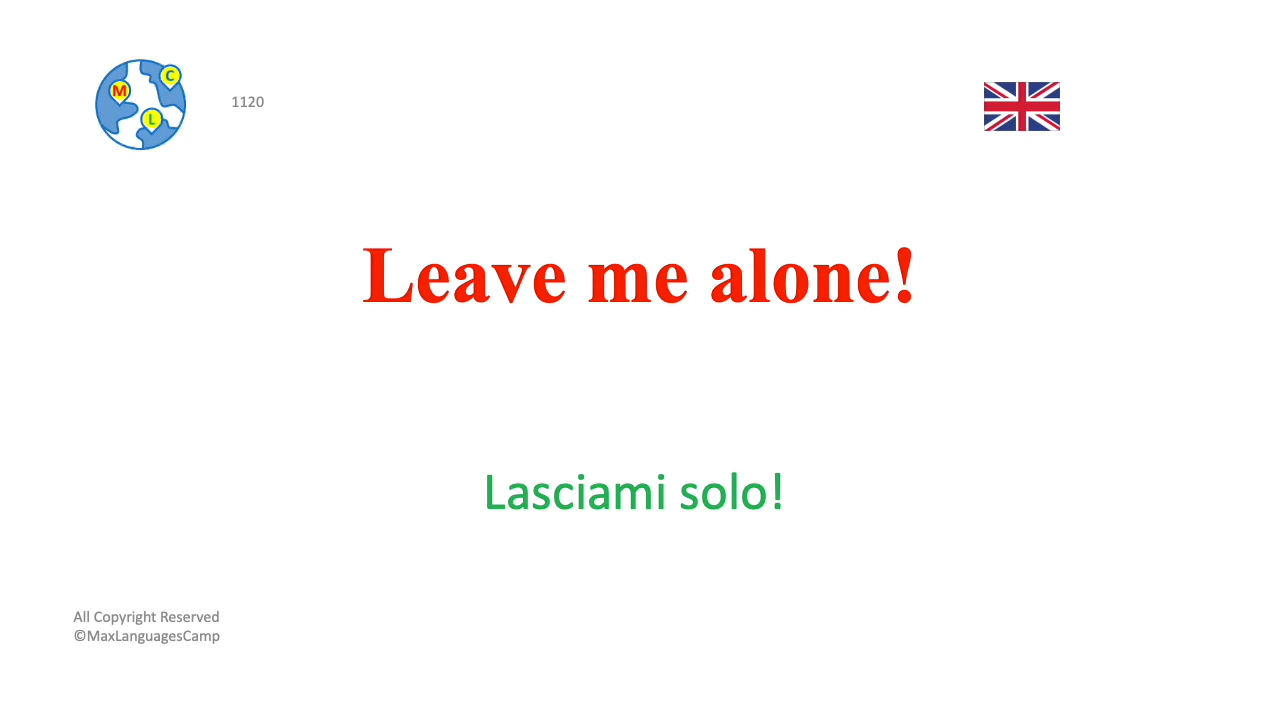 M
C
L
1120
Leave me alone!
Lasciami solo!
All Copyright Reserved
©MaxLanguagesCamp